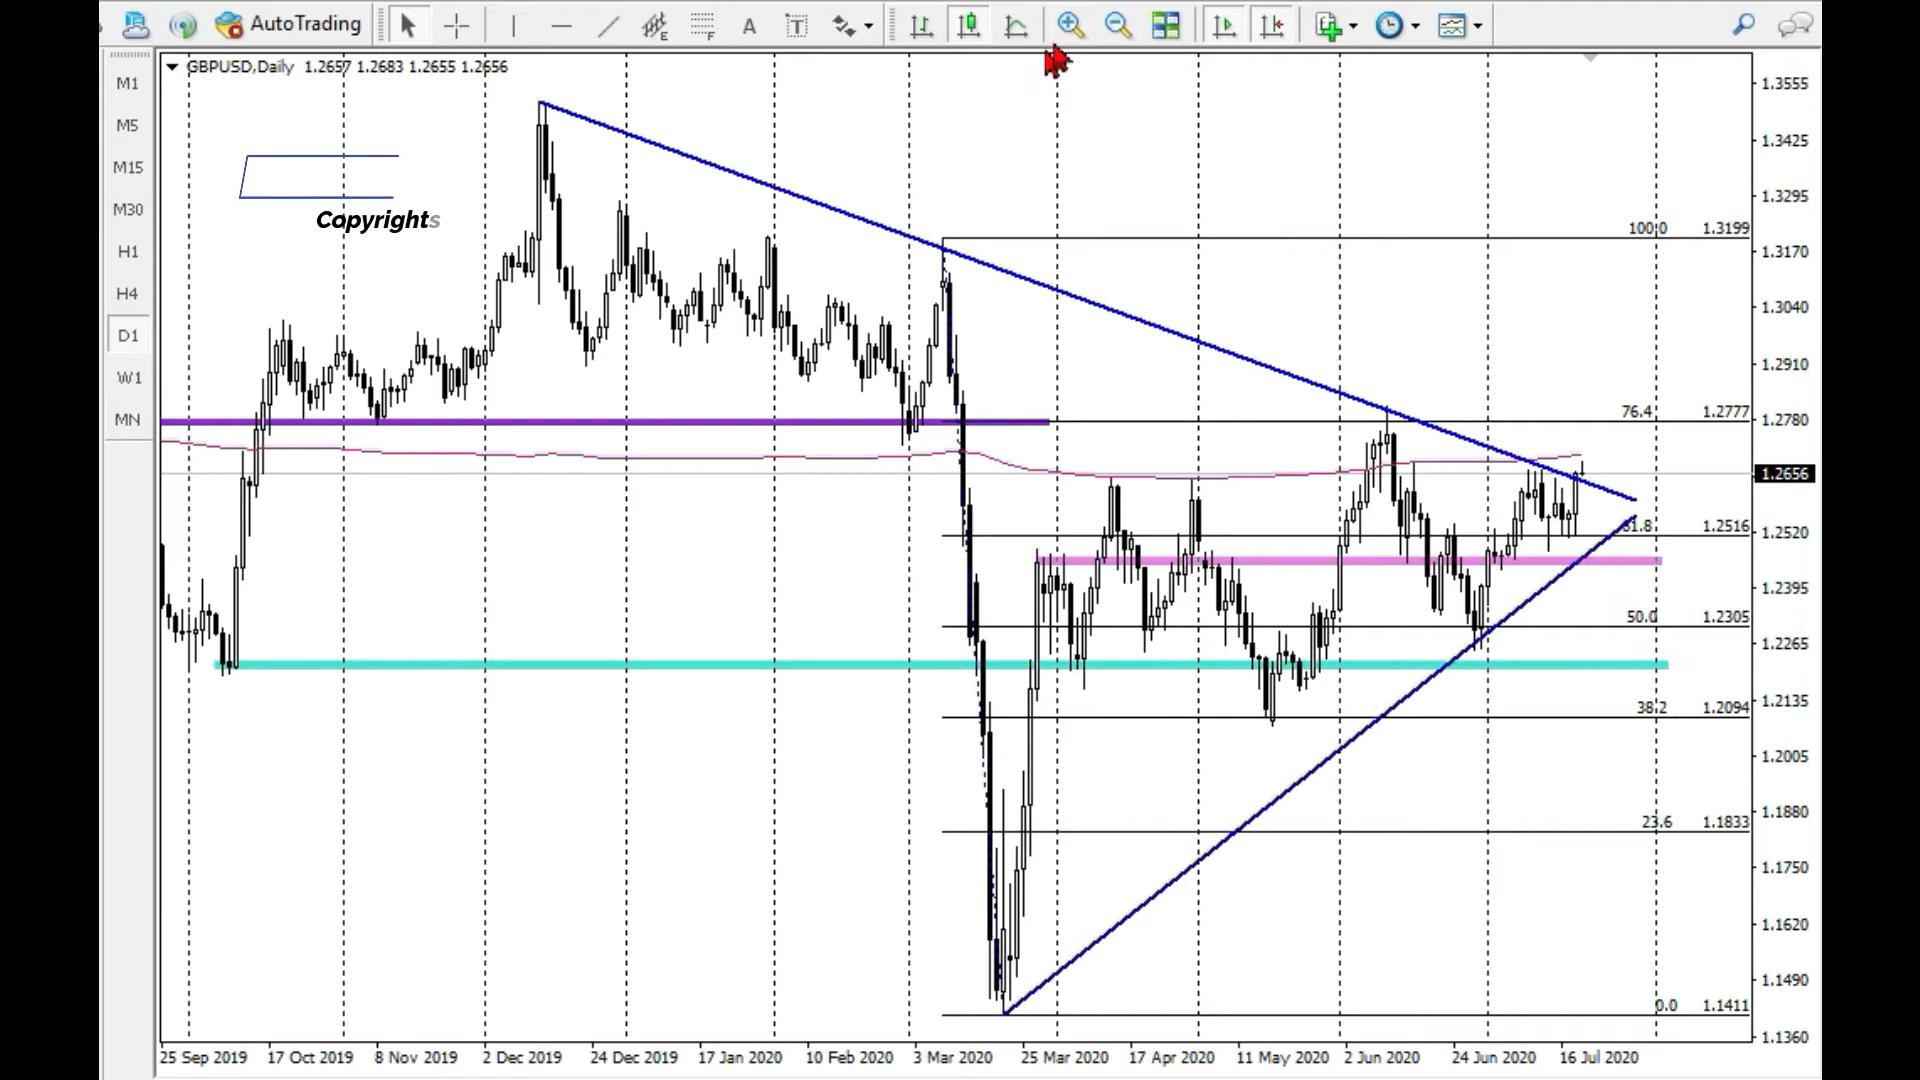 AutoTrading
A
T
E
F
M1
M5
M15
M30
H1
H4
D1
W1
MN
GBPUSD,Daily 1.2657 1.2683 1.2655 1.2656
Copyrights
100.0 1.3199
76.4 1.2777
61.8 1.2516
50.0 1.2305
38.2 1.2094
23.6 1.1833
0.0 1.1411
1.3555
1.3425
1.3295
1.3170
1.3040
1.2910
1.2780
1.2656
1.2520
1.2395
1.2265
1.2135
1.2005
1.1880
1.1750
1.1620
1.1490
1.1360
25 Sep 2019 17 Oct 2019 8 Nov 2019 2 Dec 2019 24 Dec 2019 17 Jan 2020 10 Feb 2020 3 Mar 2020 25 Mar 2020 17 Apr 2020 11 May 2020 2 Jun 2020 24 Jun 2020 16 Jul 2020